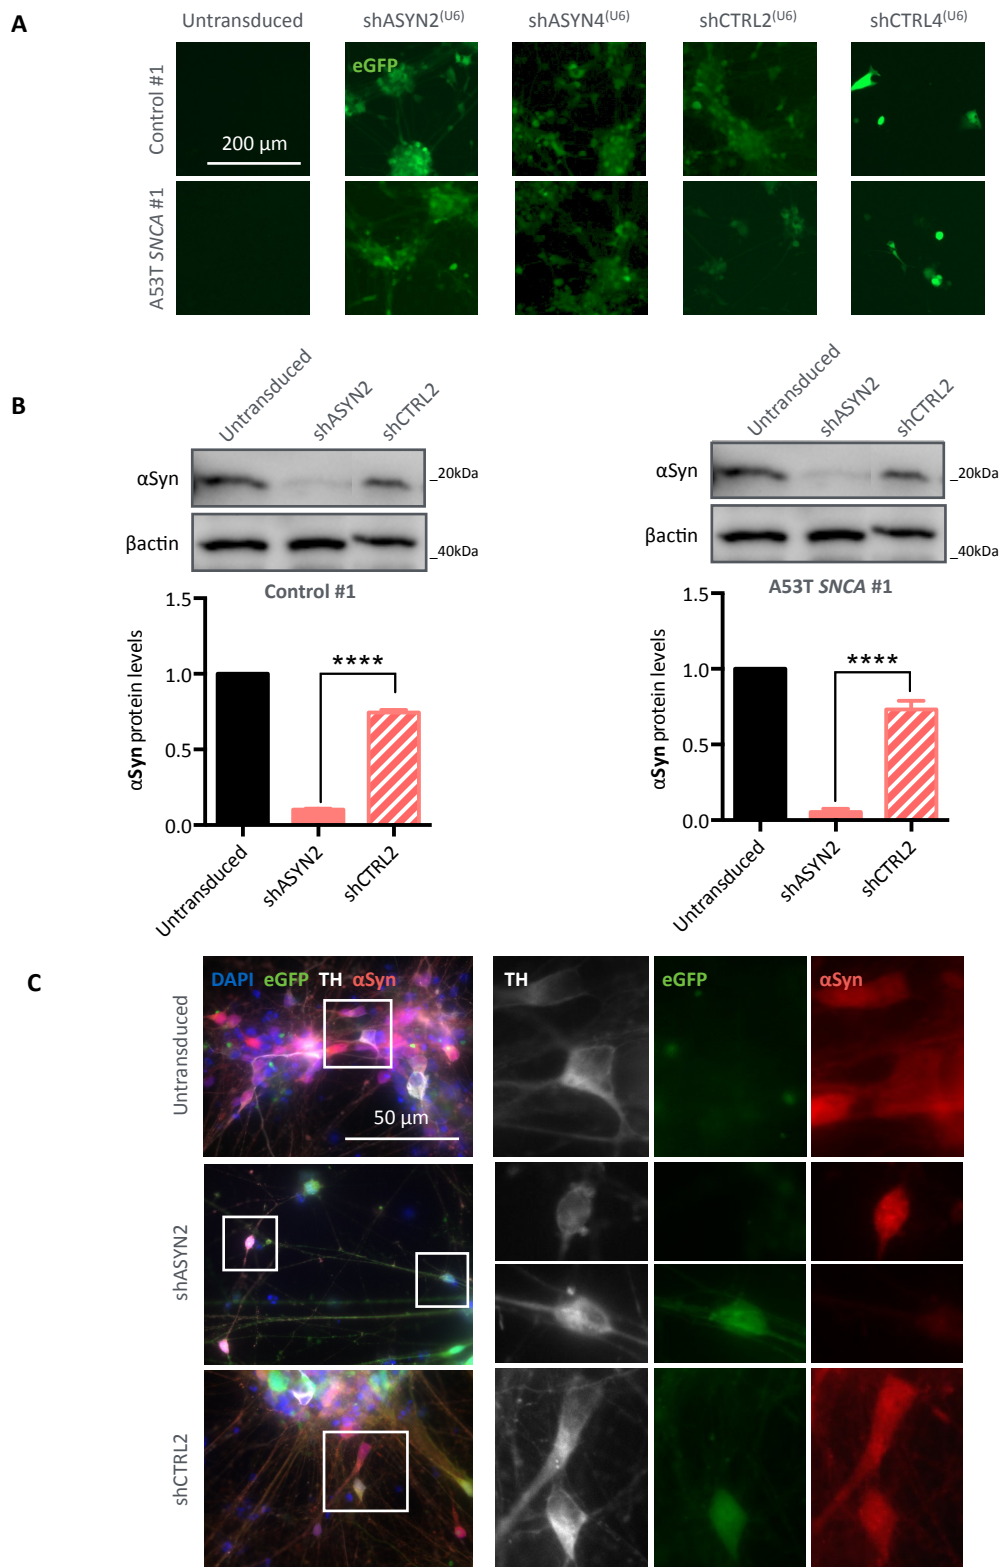 A
Untransduced shASYN2(U6) shASYN4(U6) shCTRL2(U6) shCTRL4(U6)
Control #1
eGFP
200 µm
A53T SNCA #1
B
Untransduced shASYN2 shCTRL2
αSyn _20kDa
βactin _40kDa
Control #1
αSyn protein levels
1.5
1.0
0.5
0.0
****
Untransduced shASYN2 shCTRL2
Untransduced shASYN2 shCTRL2
αSyn _20kDa
βactin _40kDa
A53T SNCA #1
αSyn protein levels
1.5
1.0
0.5
0.0
****
Untransduced shASYN2 shCTRL2
C
DAPI eGFP TH αSyn
TH
eGFP
αSyn
Untransduced
50 µm
shASYN2
shCTRL2